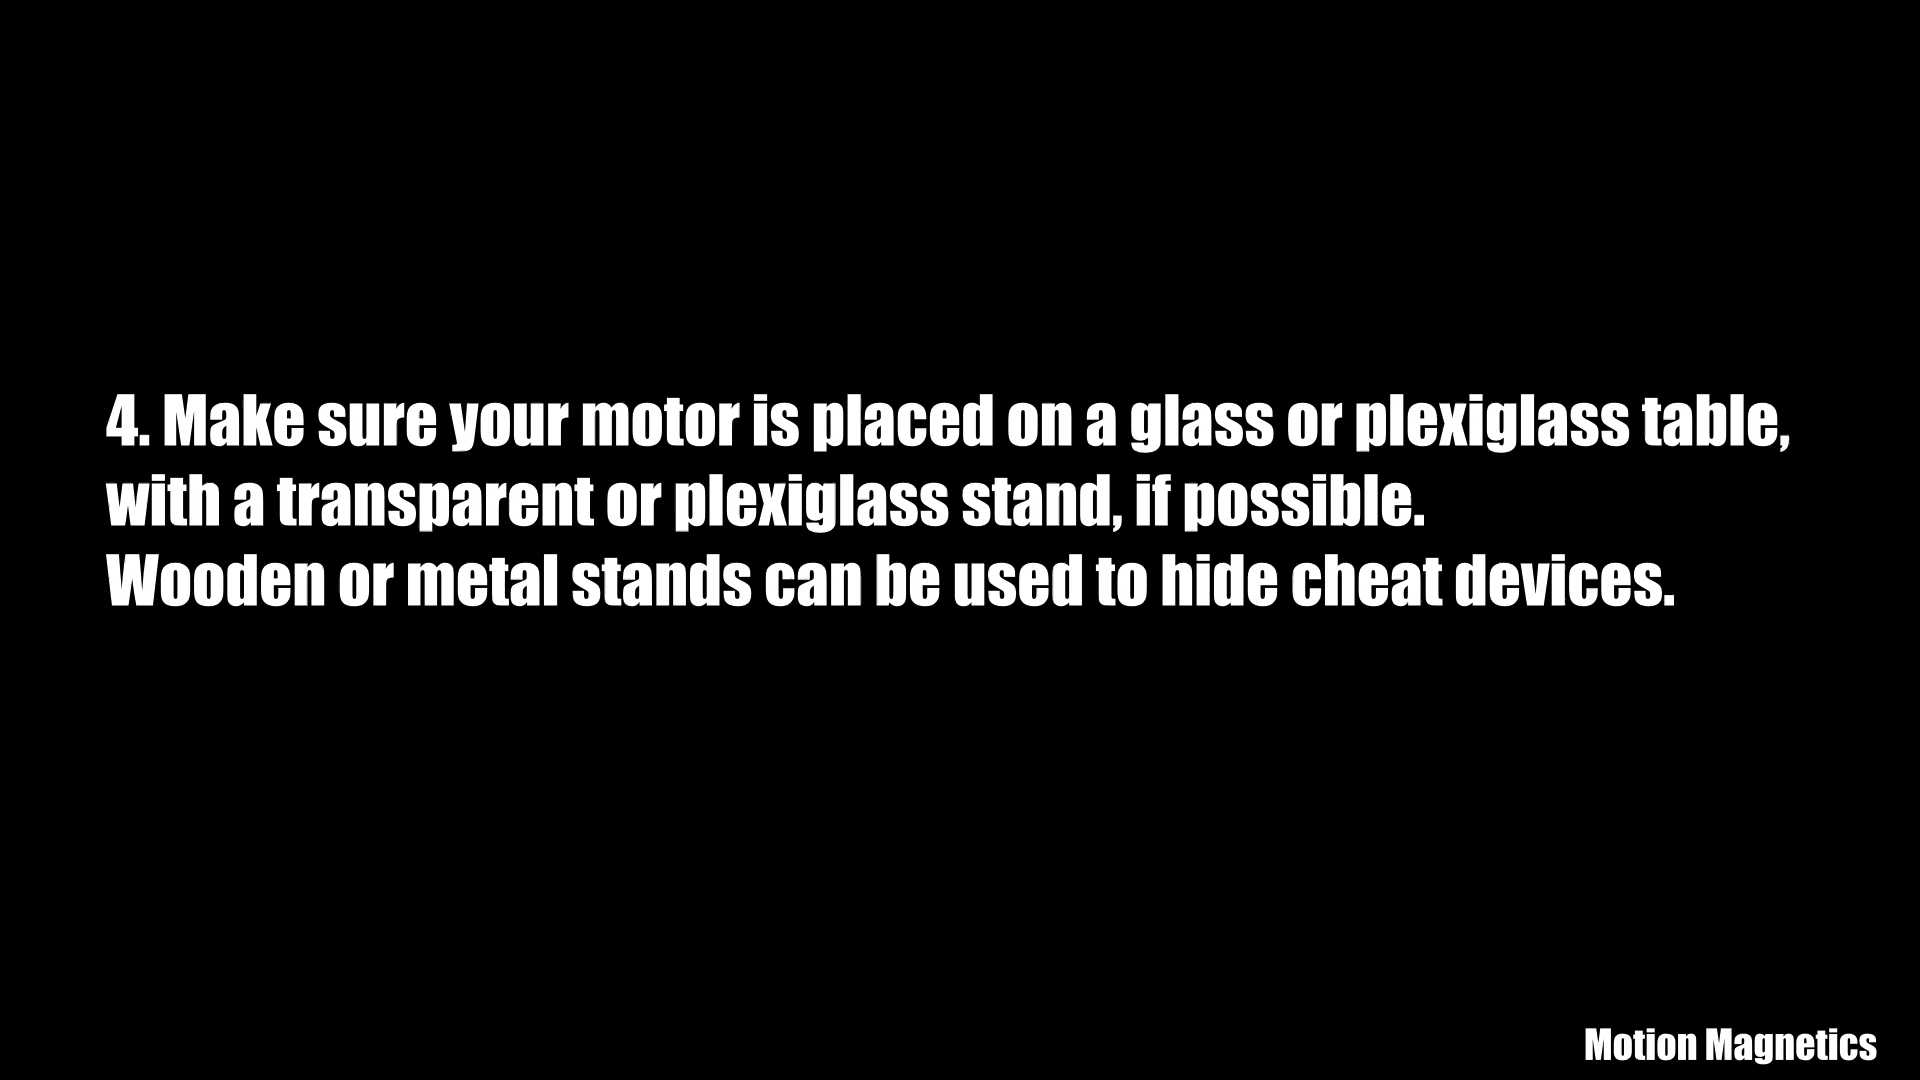 4. Make sure your motor is placed on a glass or plexiglass table,
with a transparent or plexiglass stand, if possible.
Wooden or metal stands can be used to hide cheat devices.
Motion Magnetics